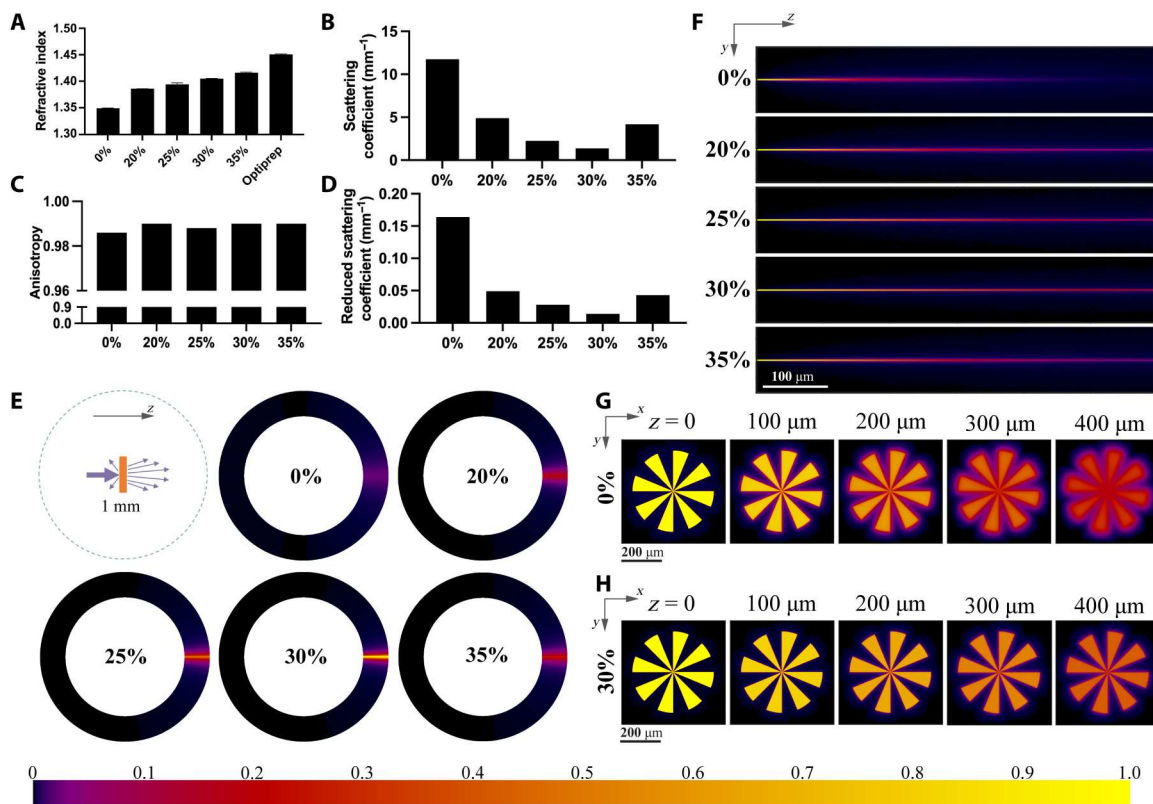 A
Refractive index
1.50
1.45
1.40
1.35
1.30
0%
20%
25%
30%
35%
Optiprep
B
Scattering
coefficient (mm⁻¹)
15
10
5
0
0% 20% 25% 30% 35%
C
Anisotropy
1.00
0.98
0.96
0.9
0.0
0% 20% 25% 30% 35%
D
Reduced scattering
coefficient (mm⁻¹)
0.20
0.15
0.10
0.05
0.00
0% 20% 25% 30% 35%
F
z
y
0%
20%
25%
30%
35%
100 μm
E
z
1 mm
0%
20%
25%
30%
35%
G
x
y
z = 0 100 μm 200 μm 300 μm 400 μm
0%
200 μm
H
x
y
z = 0 100 μm 200 μm 300 μm 400 μm
30%
200 μm
0 0.1 0.2 0.3 0.4 0.5 0.6 0.7 0.8 0.9 1.0